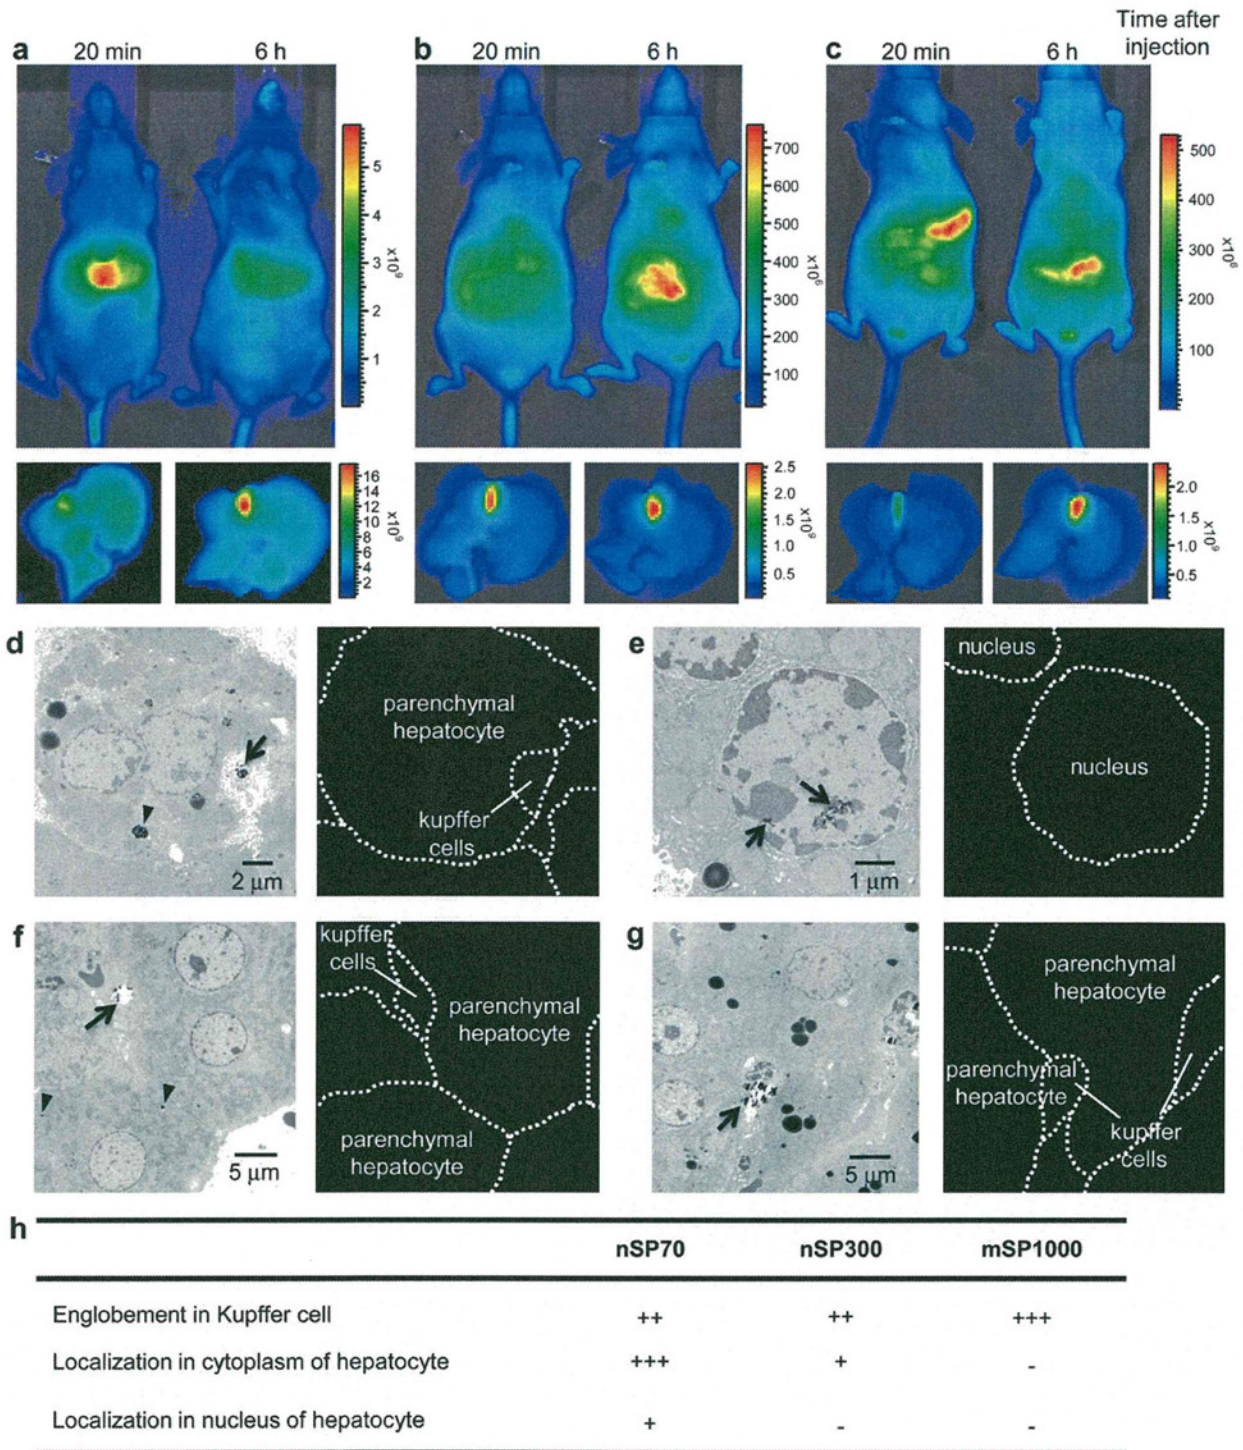 Time after
injection
a 20 min 6 h
b 20 min 6 h
c 20 min 6 h
5
4
3
2
1
x10⁹
700
600
500
400
300
200
100
x10⁶
500
400
300
200
100
x10⁶
16
14
12
10
8
6
4
2
x10⁹
2.5
2.0
1.5
1.0
0.5
x10⁹
2.0
1.5
1.0
0.5
x10⁹
d
2 μm
parenchymal
hepatocyte
kupffer
cells
e
1 μm
nucleus
nucleus
f
5 μm
kupffer
cells
parenchymal
hepatocyte
parenchymal
hepatocyte
g
5 μm
parenchymal
hepatocyte
parenchymal
hepatocyte
kupffer
cells
h
nSP70 nSP300 mSP1000
Englobement in Kupffer cell ++ ++ +++
Localization in cytoplasm of hepatocyte +++ + -
Localization in nucleus of hepatocyte + - -